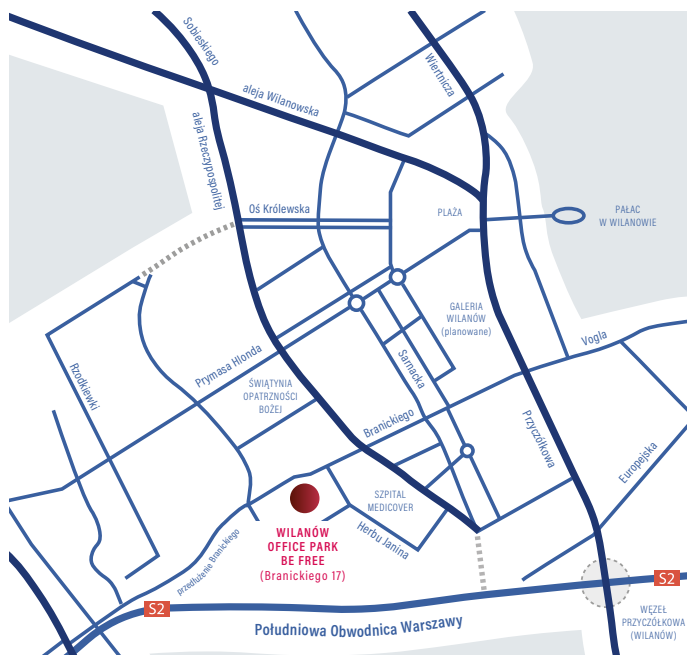 Sobieskiego
Wiertnicza
aleja Wilanowska
aleja Rzeczypospolitej
Oś Królewska
PLAŻA
PAŁAC
W WILANOWIE
GALERIA
WILANÓW
(planowane)
Vogla
Rzodkiewki
Prymasa Hlonda
Sarnacka
ŚWIĄTYNIA
OPATRZNOŚCI
BOŻEJ
Branickiego
Przyczółkowa
Europejska
SZPITAL
MEDICOVER
WILANÓW
OFFICE PARK
BE FREE
(Branickiego 17)
Herbu Janina
przedłużenie Branickiego
S2
S2
Południowa Obwodnica Warszawy
WĘZEŁ
PRZYCZÓŁKOWA
(WILANÓW)